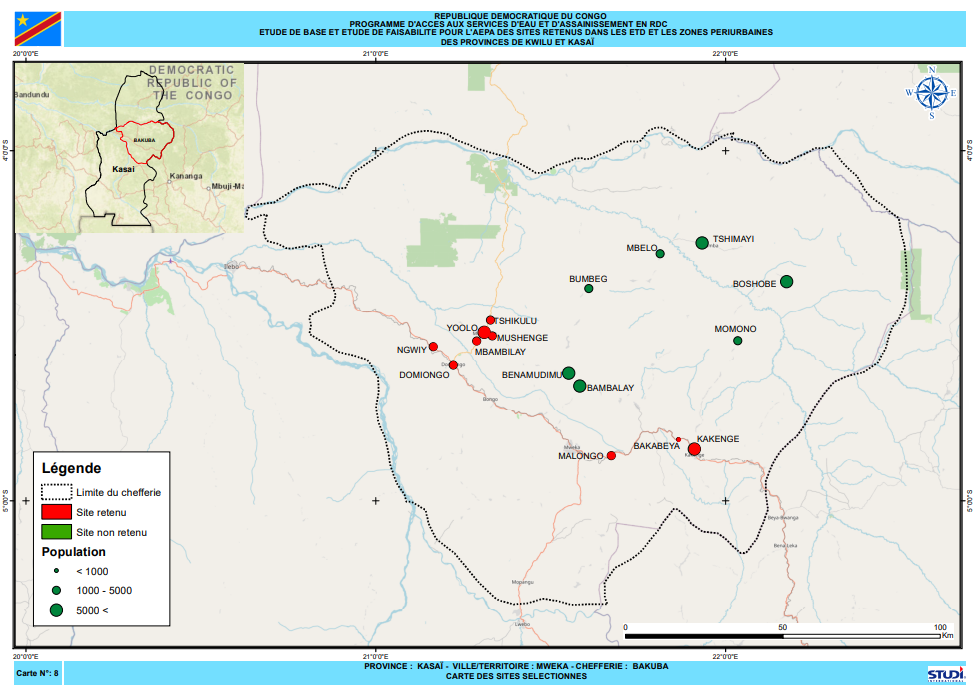 REPUBLIQUE DEMOCRATIQUE DU CONGO
PROGRAMME D'ACCES AUX SERVICES D'EAU ET D'ASSAINISSEMENT EN RDC
ETUDE DE BASE ET ETUDE DE FAISABILITE POUR L'AEPA DES SITES RETENUS DANS LES ETD ET LES ZONES PERIURBAINES
DES PROVINCES DE KWILU ET KASAÏ
20°0'0"E
21°0'0"E
22°0'0"E
DEMOCRATIC
REPUBLIC OF
THE CONGO
Bandundu
BAKUBA
Kasaï
Kananga
Mbuji-Ma
N
W
E
S
4°0'0"S
4°0'0"S
TSHIMAYI
MBELO
BUMBEG
BOSHOBE
Ilebo
TSHIKULU
YOOLO
MUSHENGE
MOMONO
NGWIY
MBAMBILAY
DOMIONGO
BENAMUDIMU
BAMBALAY
Bongo
KAKENGE
BAKABEYA
Mweka
MALONGO
5°0'0"S
5°0'0"S
Légende
Limite du chefferie
Site retenu
Site non retenu
Population
< 1000
1000 - 5000
5000 <
Mopangu
Luebo
0
50
100
Km
20°0'0"E
21°0'0"E
22°0'0"E
Carte N°: 8
PROVINCE : KASAÏ - VILLE/TERRITOIRE : MWEKA - CHEFFERIE : BAKUBA
CARTE DES SITES SELECTIONNES
STUDI
INTERNATIONAL